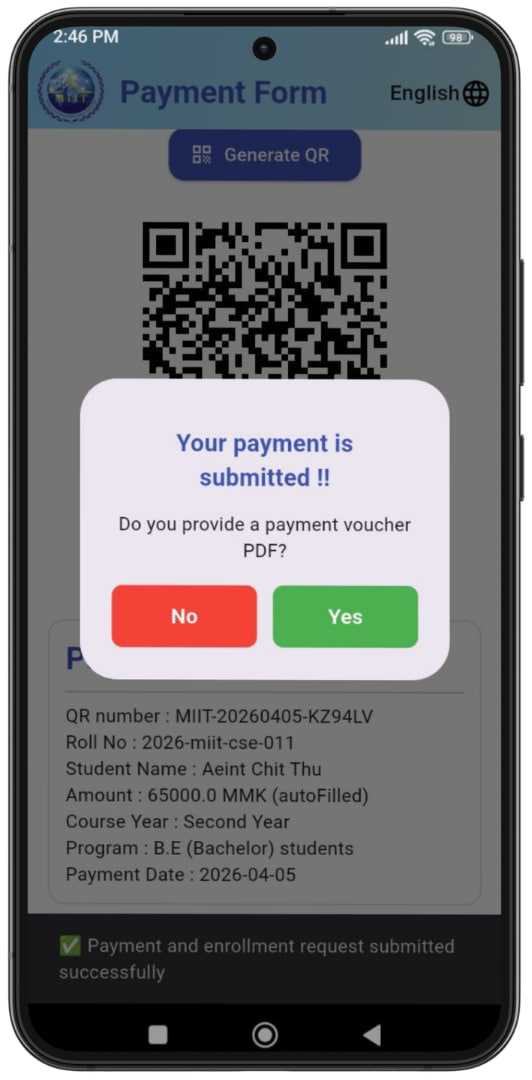 2:46 PM
98
Payment Form
English
Generate QR
Your payment is
submitted !!
Do you provide a payment voucher
PDF?
No
Yes
P
QR number : MIIT-20260405-KZ94LV
Roll No : 2026-miit-cse-011
Student Name : Aeint Chit Thu
Amount : 65000.0 MMK (autoFilled)
Course Year : Second Year
Program : B.E (Bachelor) students
Payment Date : 2026-04-05
✅ Payment and enrollment request submitted
successfully